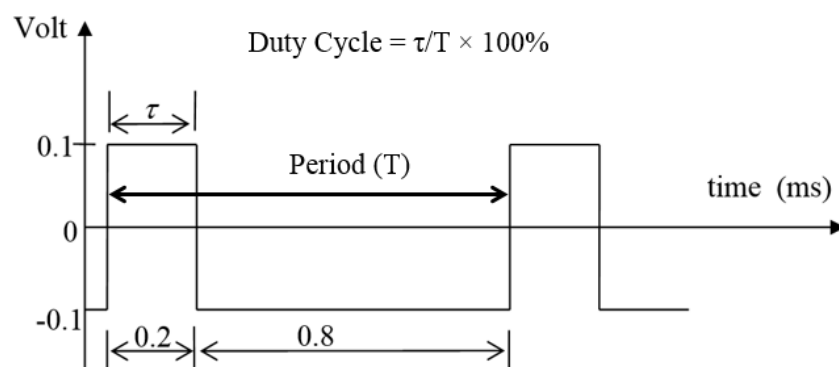 Volt
Duty Cycle = τ/T × 100%
τ
0.1
Period (T)
time (ms)
0
-0.1
0.2
0.8